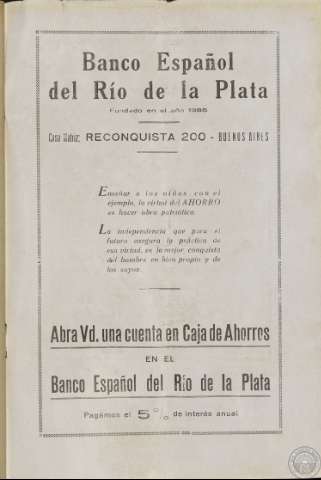 Banco Español
del Río de la Plata
Fundado en el año 1886
Casa Matriz: RECONQUISTA 200 - BUENOS AIRES
Enseñar a los niños con el
ejemplo, la virtud del AHORRO
es hacer obra patriótica.
La independencia que para el
futuro asegura la práctica de
esa virtud, es la mejor conquista
del hombre en bien propio y de
los suyos.
Abra Vd. una cuenta en Caja de Ahorros
EN EL
Banco Español del Río de la Plata
Pagamos el 5% de interés anual